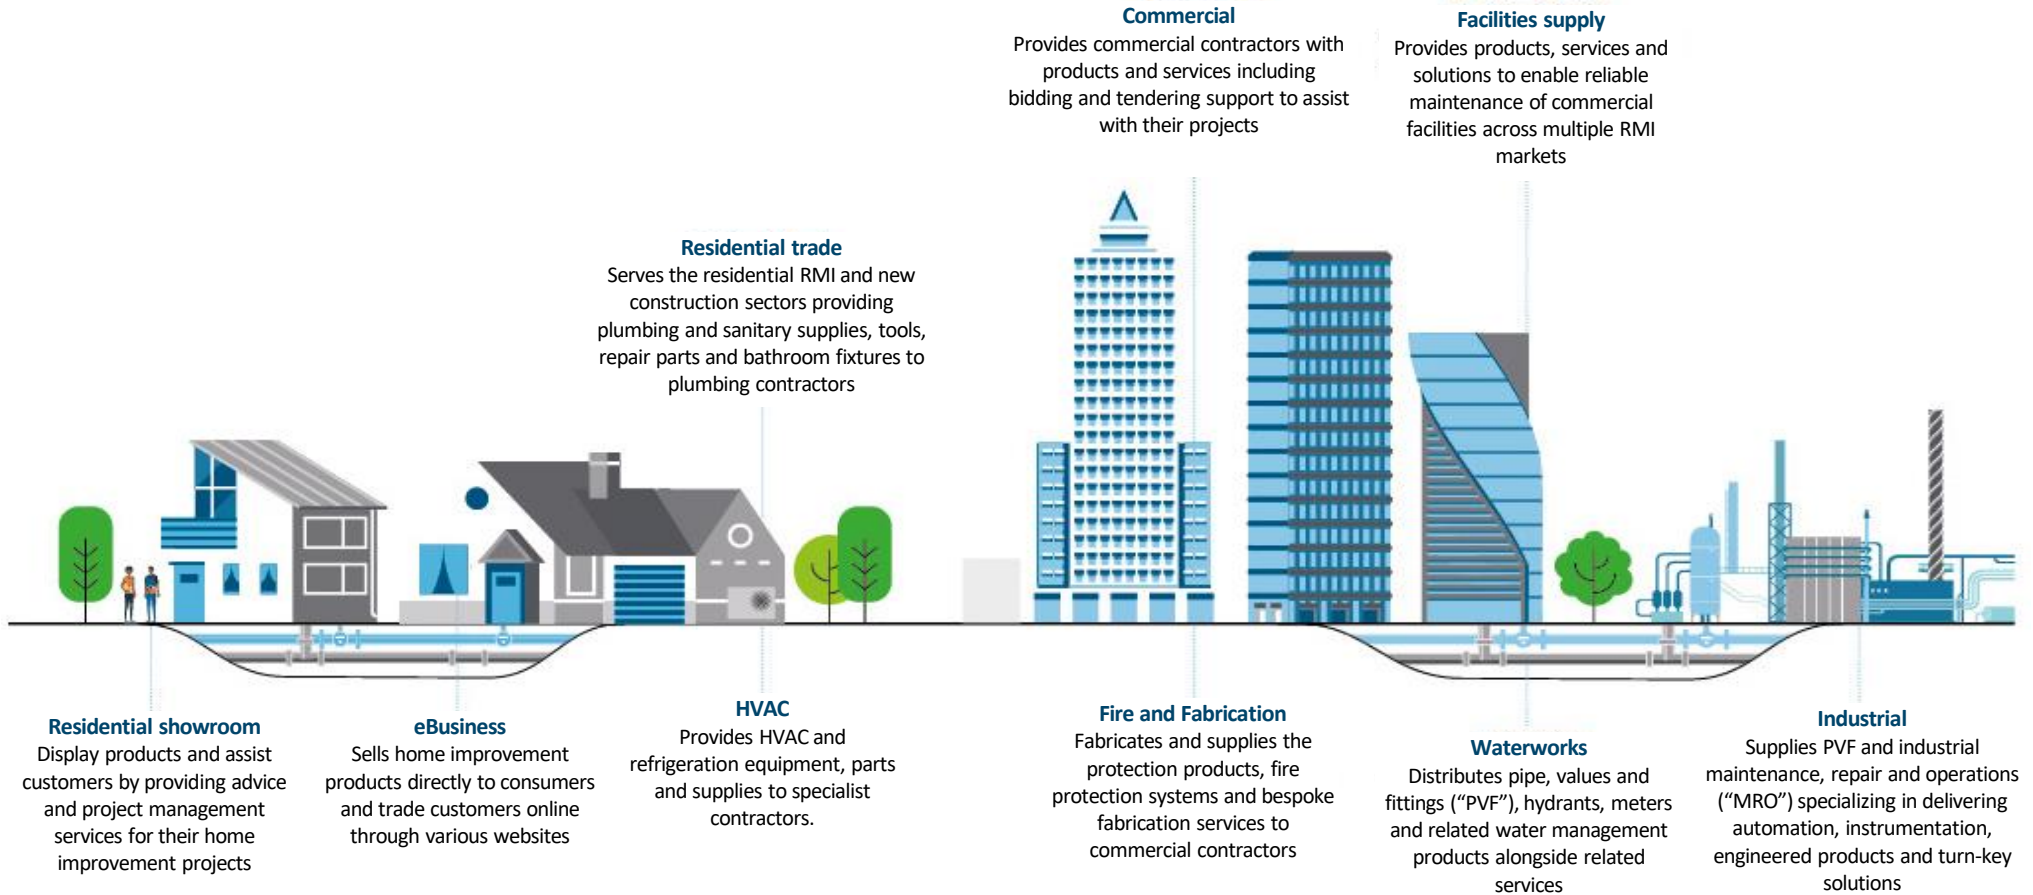 Commercial
Provides commercial contractors with
products and services including
bidding and tendering support to assist
with their projects
Facilities supply
Provides products, services and
solutions to enable reliable
maintenance of commercial
facilities across multiple RMI
markets
Residential trade
Serves the residential RMI and new
construction sectors providing
plumbing and sanitary supplies, tools,
repair parts and bathroom fixtures to
plumbing contractors
Residential showroom
Display products and assist
customers by providing advice
and project management
services for their home
improvement projects
eBusiness
Sells home improvement
products directly to consumers
and trade customers online
through various websites
HVAC
Provides HVAC and
refrigeration equipment, parts
and supplies to specialist
contractors.
Fire and Fabrication
Fabricates and supplies the
protection products, fire
protection systems and bespoke
fabrication services to
commercial contractors
Waterworks
Distributes pipe, values and
fittings (“PVF”), hydrants, meters
and related water management
products alongside related
services
Industrial
Supplies PVF and industrial
maintenance, repair and operations
(“MRO”) specializing in delivering
automation, instrumentation,
engineered products and turn-key
solutions